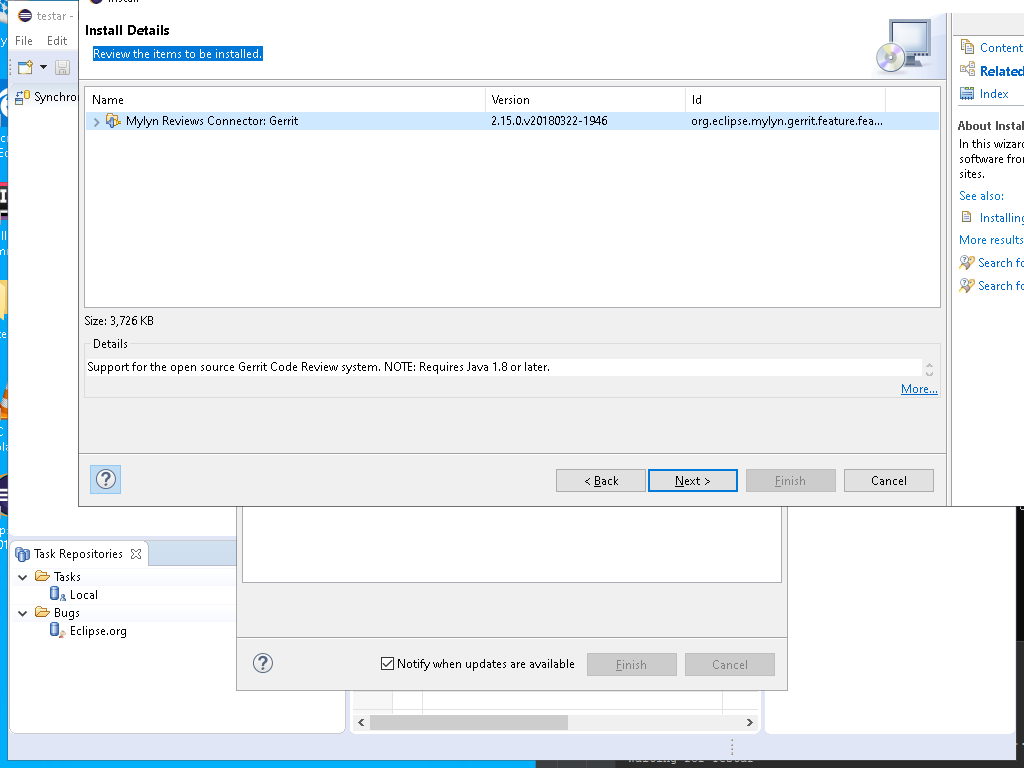 testar -
File Edit
Synchro
Install Details
Review the items to be installed.
Name Version Id
Mylyn Reviews Connector: Gerrit 2.15.0.v20180322-1946 org.eclipse.mylyn.gerrit.feature.fea...
Size: 3,726 KB
Details
Support for the open source Gerrit Code Review system. NOTE: Requires Java 1.8 or later.
More...
< Back Next > Finish Cancel
Content
Related
Index
About Instal
In this wizar
software fro
sites.
See also:
Installing
More results
Search fo
Search fo
Task Repositories
Tasks
Local
Bugs
Eclipse.org
Notify when updates are available Finish Cancel